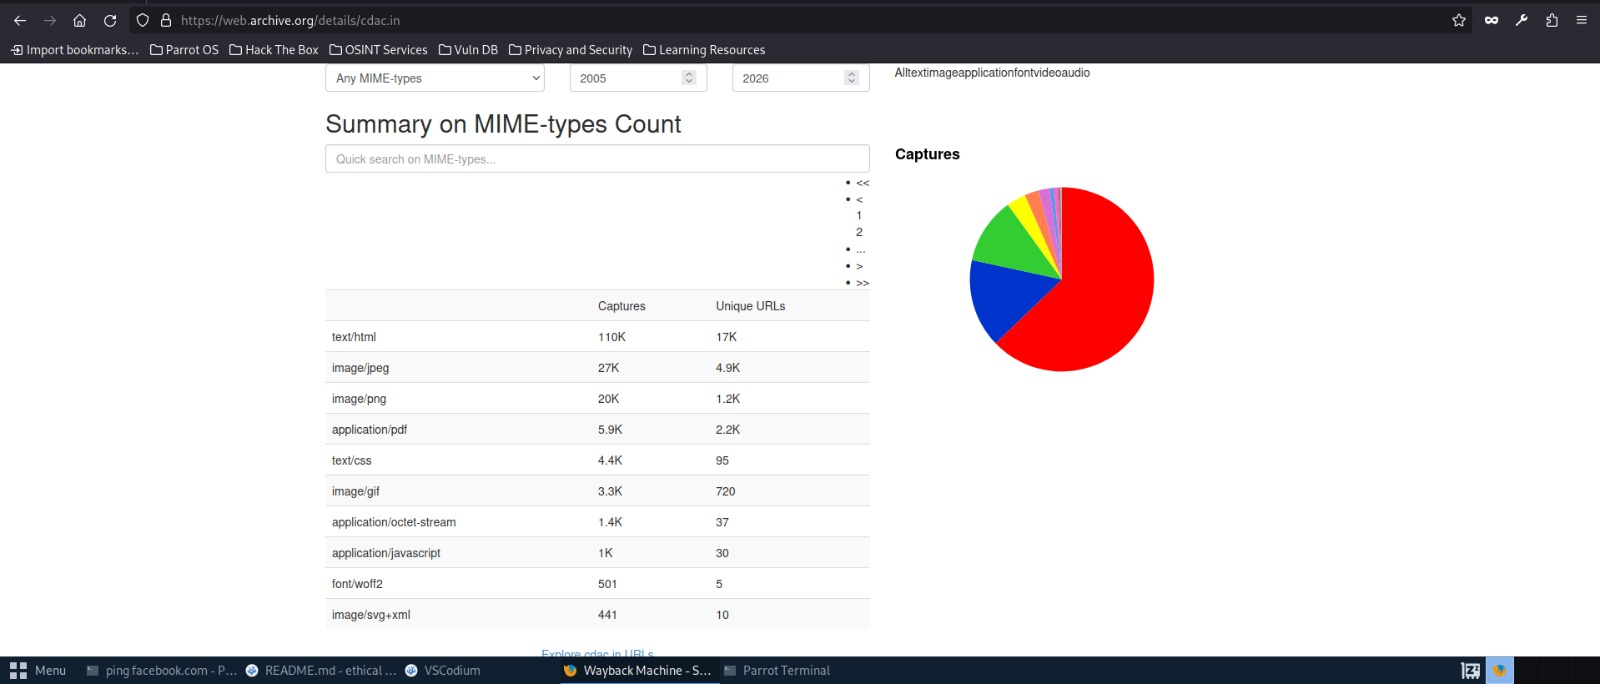 https://web.archive.org/details/cdac.in
Import bookmarks... Parrot OS Hack The Box OSINT Services Vuln DB Privacy and Security Learning Resources
Any MIME-types 2005 2026
Alltextimageapplicationfontvideoaudio
Summary on MIME-types Count
Quick search on MIME-types...
Captures
<<
<
1
2
...
>
>>
Captures Unique URLs
text/html 110K 17K
image/jpeg 27K 4.9K
image/png 20K 1.2K
application/pdf 5.9K 2.2K
text/css 4.4K 95
image/gif 3.3K 720
application/octet-stream 1.4K 37
application/javascript 1K 30
font/woff2 501 5
image/svg+xml 441 10
Explore cdac.in URLs
Menu ping facebook.com - P... README.md - ethical ... VSCodium Wayback Machine - S... Parrot Terminal